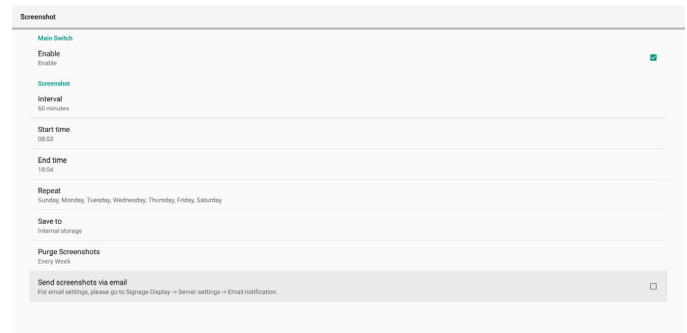 Screenshot
Main Switch
Enable
Enable
Screenshot
Interval
60 minutes
Start time
08:03
End time
18:04
Repeat
Sunday, Monday, Tuesday, Wednesday, Thursday, Friday, Saturday
Save to
Internal storage
Purge Screenshots
Every Week
Send screenshots via email
For email settings, please go to Signage Display -> Server settings -> Email notification.